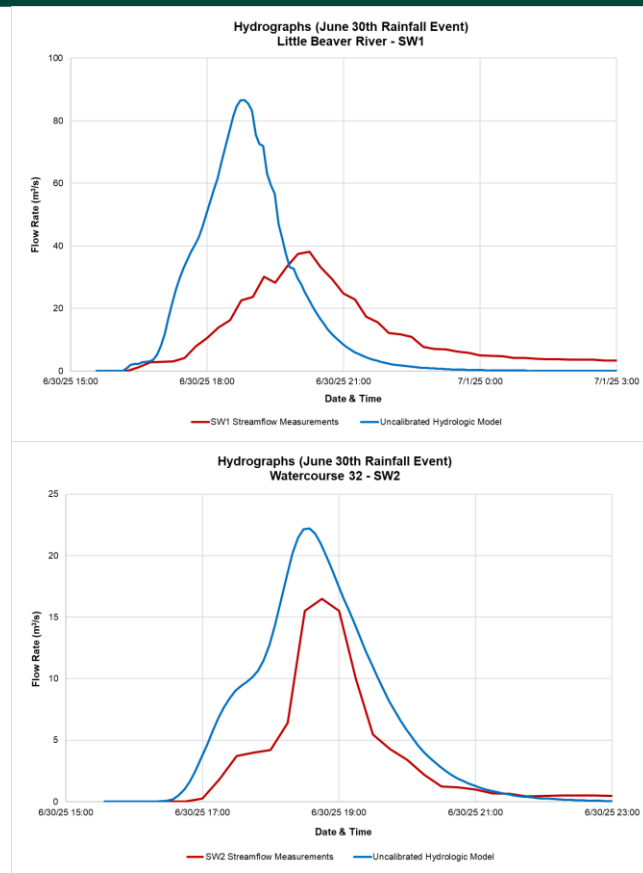 Hydrographs (June 30th Rainfall Event)
Little Beaver River - SW1
100
80
60
40
20
0
Flow Rate (m³/s)
6/30/25 15:00
6/30/25 18:00
6/30/25 21:00
7/1/25 0:00
7/1/25 3:00
Date & Time
SW1 Streamflow Measurements
Uncalibrated Hydrologic Model
Hydrographs (June 30th Rainfall Event)
Watercourse 32 - SW2
25
20
15
10
5
0
Flow Rate (m³/s)
6/30/25 15:00
6/30/25 17:00
6/30/25 19:00
6/30/25 21:00
6/30/25 23:00
Date & Time
SW2 Streamflow Measurements
Uncalibrated Hydrologic Model